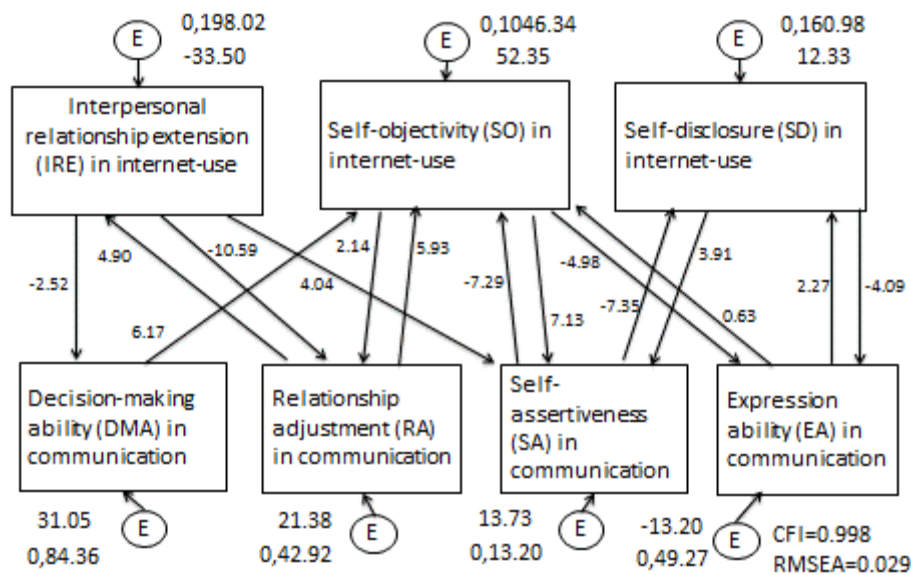 E
0,198.02
-33.50
E
0,1046.34
52.35
E
0,160.98
12.33
Interpersonal
relationship extension
(IRE) in internet-use
Self-objectivity (SO) in
internet-use
Self-disclosure (SD) in
internet-use
-2.52
4.90
-10.59
6.17
4.04
2.14
5.93
-7.29
7.13
-4.98
-7.35
3.91
0.63
2.27
-4.09
Decision-making
ability (DMA) in
communication
Relationship
adjustment (RA)
in communication
Self-
assertiveness
(SA) in
communication
Expression
ability (EA) in
communication
31.05
0,84.36
E
21.38
0,42.92
E
13.73
0,13.20
E
-13.20
0,49.27
E
CFI=0.998
RMSEA=0.029